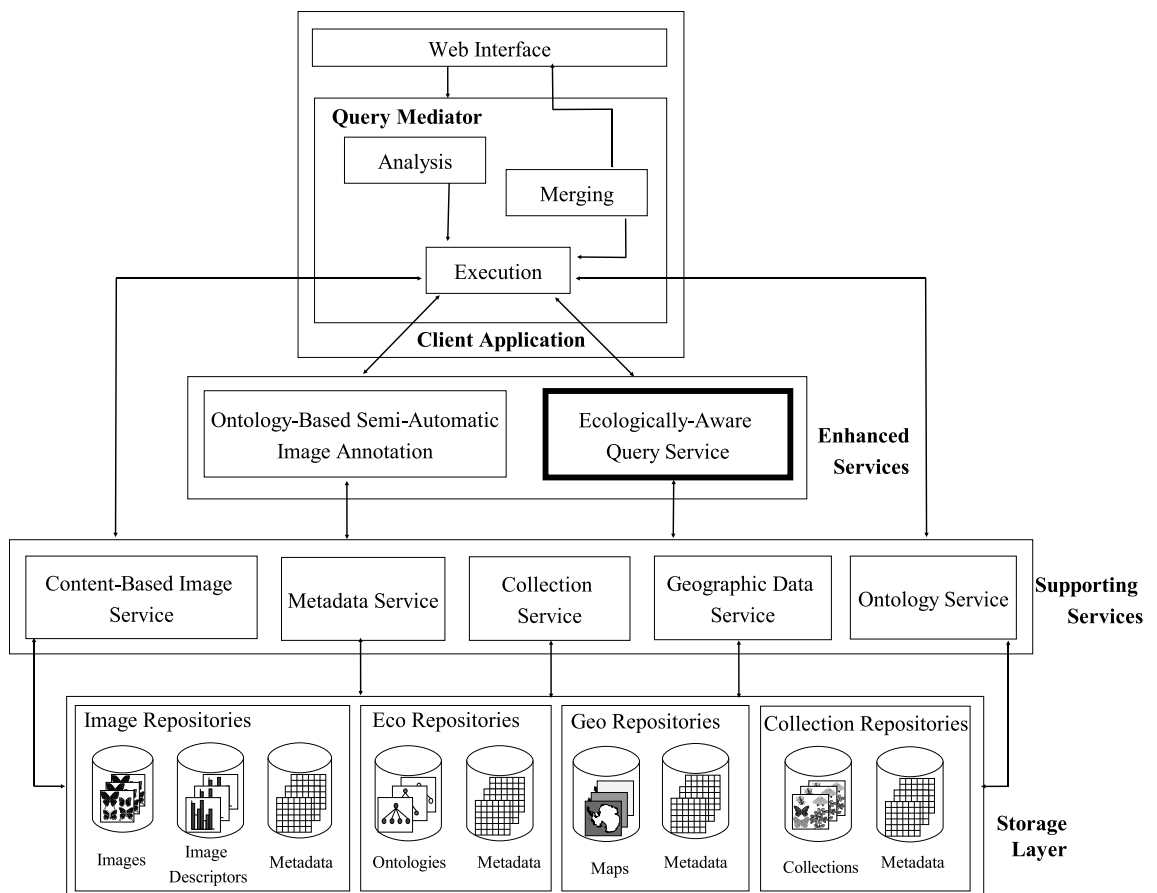 Web Interface
Query Mediator
Analysis
Merging
Execution
Client Application
Ontology-Based Semi-Automatic
Image Annotation
Ecologically-Aware
Query Service
Enhanced
Services
Content-Based Image
Service
Metadata Service
Collection
Service
Geographic Data
Service
Ontology Service
Supporting
Services
Image Repositories
Images
Image
Descriptors
Metadata
Eco Repositories
Ontologies
Metadata
Geo Repositories
Maps
Metadata
Collection Repositories
Collections
Metadata
Storage
Layer